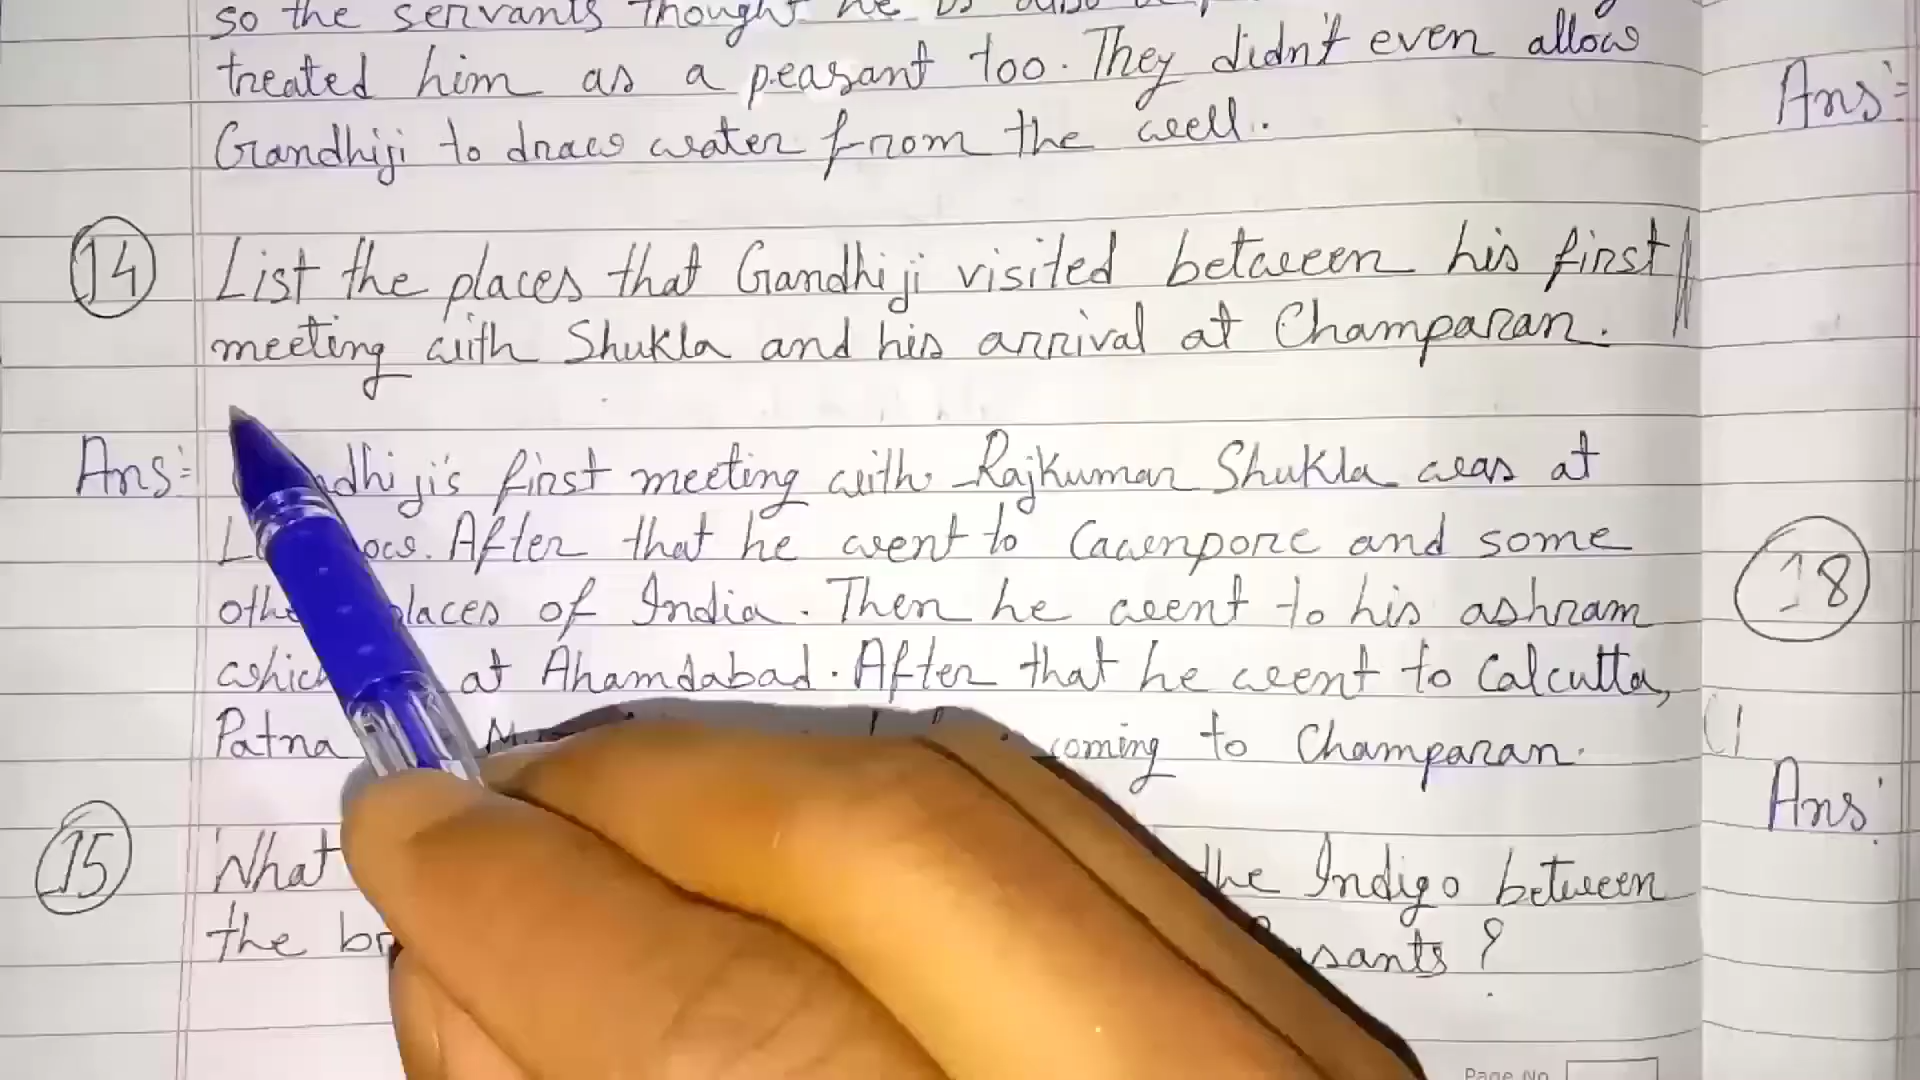 so the servants thought he is also
treated him as a peasant too. They didn't even allow
Gandhiji to draw water from the well.
14 List the places that Gandhiji visited between his first
meeting with Shukla and his arrival at Champaran.
Ans: first meeting with Rajkumar Shukla was at
After that he went to Cawnpore and some
of India. Then he went to his ashram
at Ahamdabad. After that he went to Calcutta,
Patna coming to Champaran.
15 What the Indigo between
the ?
Ans:
18
Ans:
Page No.